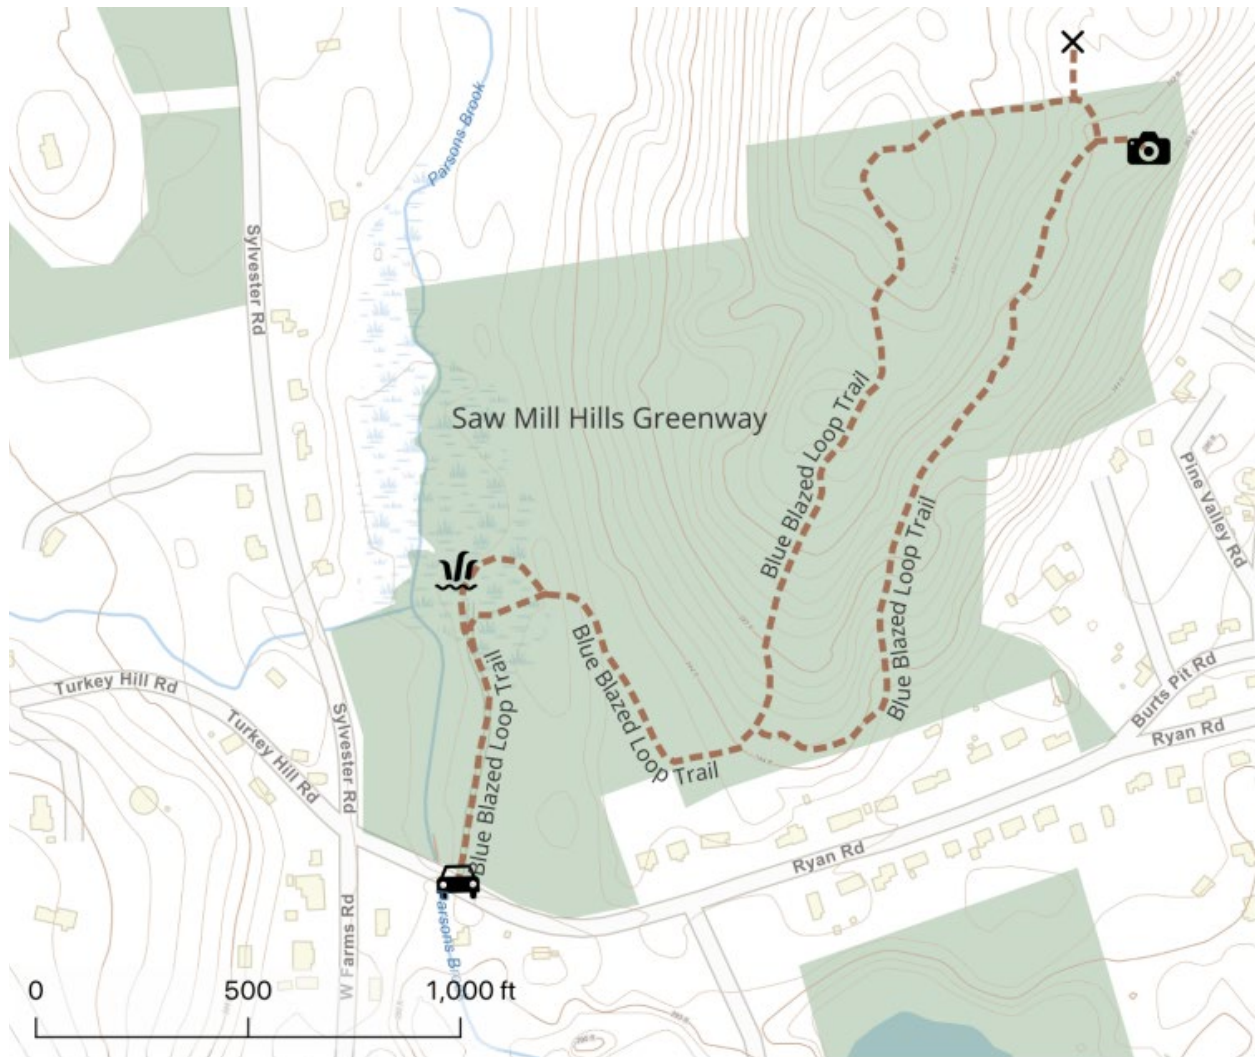 Parsons Brook
Sylvester Rd
Saw Mill Hills Greenway
Blue Blazed Loop Trail
Blue Blazed Loop Trail
Pine Valley Rd
Blue Blazed Loop Trail
Blue Blazed Loop Trail
Turkey Hill Rd
Turkey Hill Rd
Sylvester Rd
Burts Pit Rd
Ryan Rd
Ryan Rd
W Farms Rd
0 500 1,000 ft